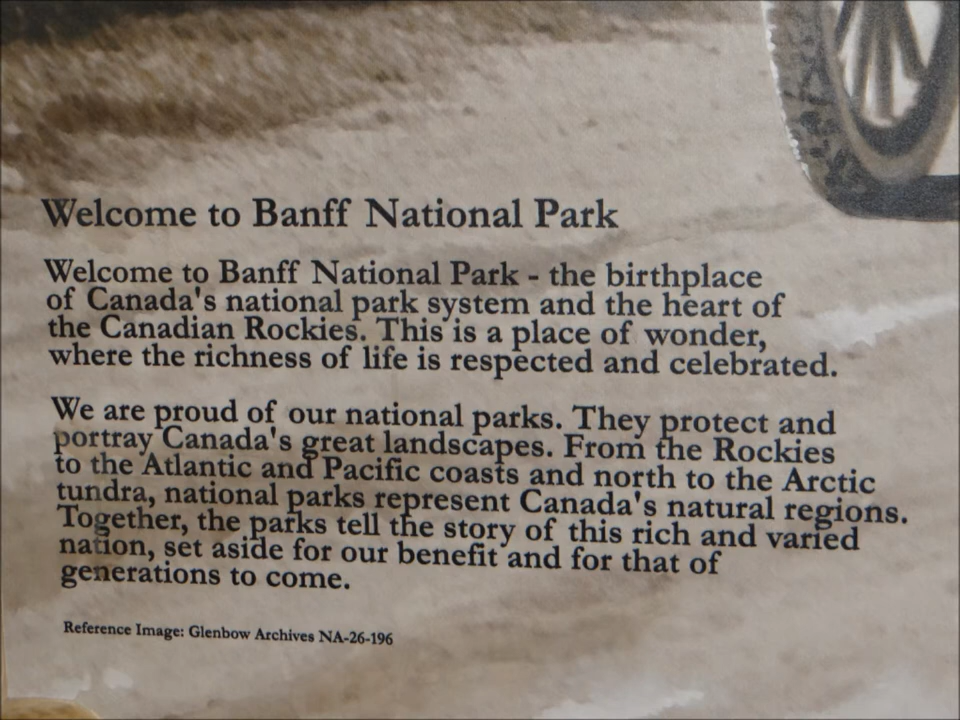 Welcome to Banff National Park
Welcome to Banff National Park - the birthplace
of Canada's national park system and the heart of
the Canadian Rockies. This is a place of wonder,
where the richness of life is respected and celebrated.
We are proud of our national parks. They protect and
portray Canada's great landscapes. From the Rockies
to the Atlantic and Pacific coasts and north to the Arctic
tundra, national parks represent Canada's natural regions.
Together, the parks tell the story of this rich and varied
nation, set aside for our benefit and for that of
generations to come.
Reference Image: Glenbow Archives NA-26-196